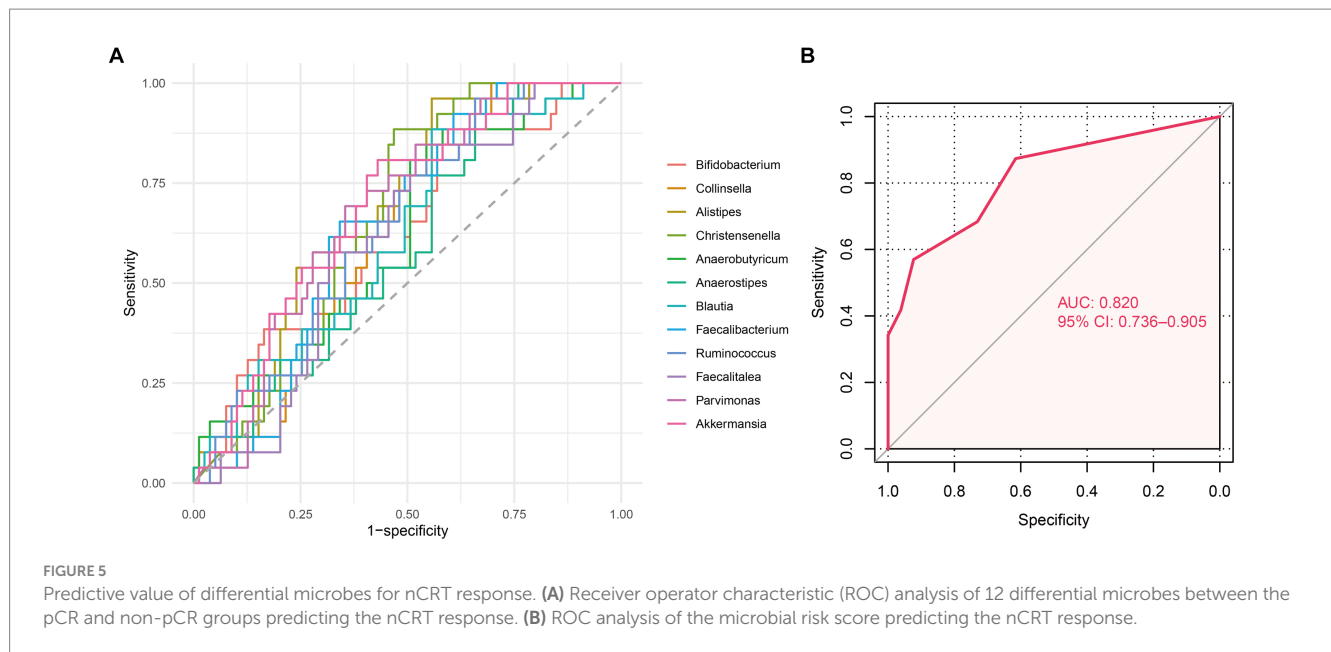 A
1.00
0.75
0.50
0.25
0.00
Sensitivity
0.00
0.25
0.50
0.75
1.00
1−specificity
Bifidobacterium
Collinsella
Alistipes
Christensenella
Anaerobutyricum
Anaerostipes
Blautia
Faecalibacterium
Ruminococcus
Faecalitalea
Parvimonas
Akkermansia
B
1.0
0.8
0.6
0.4
0.2
0.0
Sensitivity
AUC: 0.820
95% CI: 0.736–0.905
1.0
0.8
0.6
0.4
0.2
0.0
Specificity
FIGURE 5
Predictive value of differential microbes for nCRT response. (A) Receiver operator characteristic (ROC) analysis of 12 differential microbes between the
pCR and non-pCR groups predicting the nCRT response. (B) ROC analysis of the microbial risk score predicting the nCRT response.